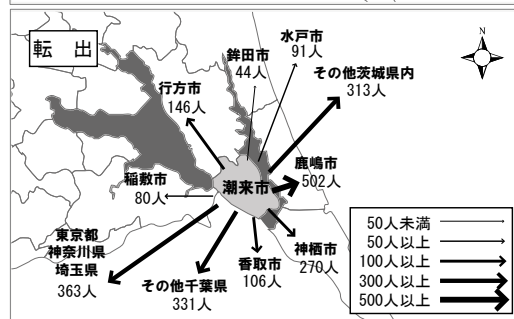 転 出
N
水戸市
91人
鉾田市
44人
その他茨城県内
313人
行方市
146人
鹿嶋市
502人
稲敷市
80人
潮来市
東京都
神奈川県
埼玉県
363人
その他千葉県
331人
香取市
106人
神栖市
270人
50人未満
50人以上
100人以上
300人以上
500人以上